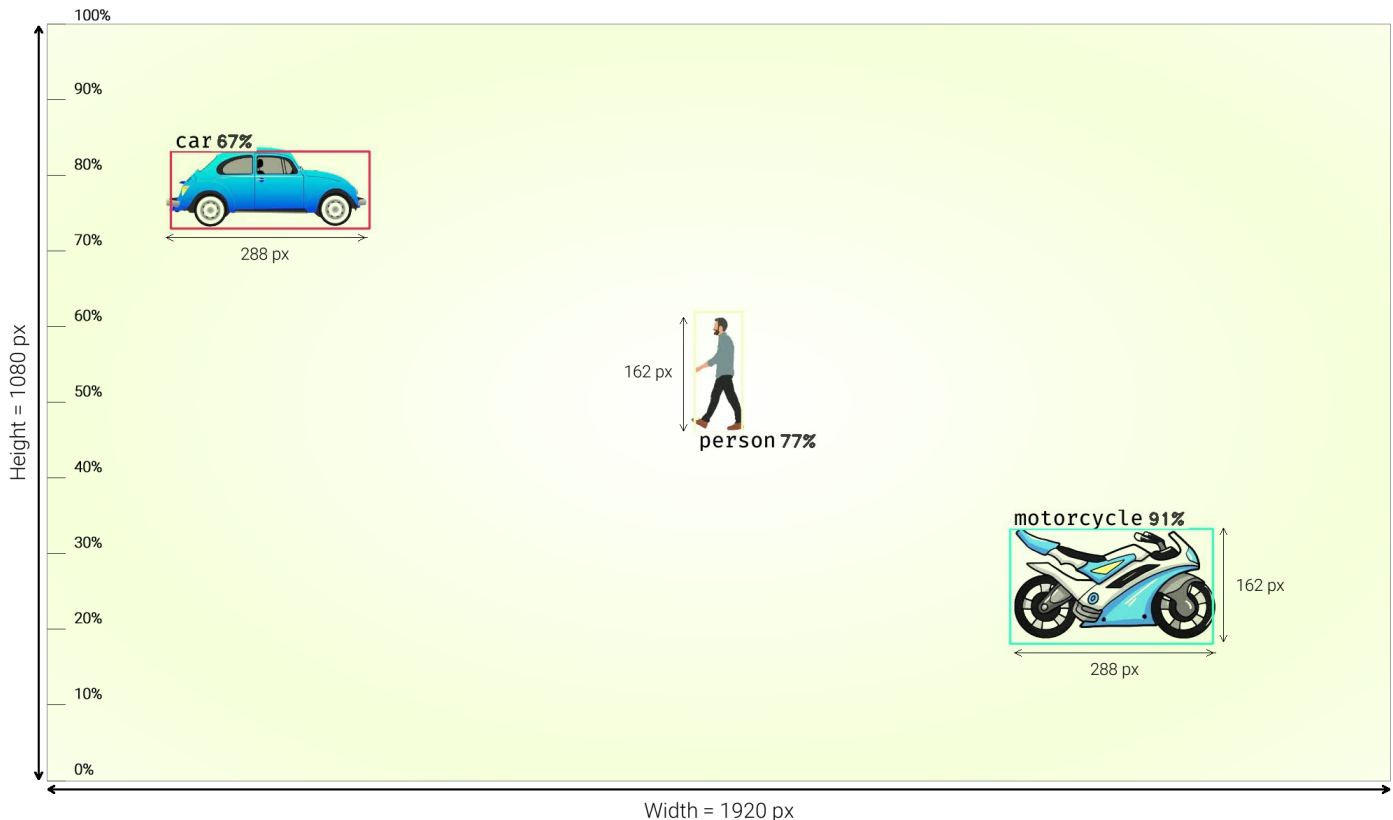 100%
90%
car 67%
80%
70%
288 px
60%
Height = 1080 px
162 px
50%
person 77%
40%
motorcycle 91%
30%
162 px
20%
288 px
10%
0%
Width = 1920 px